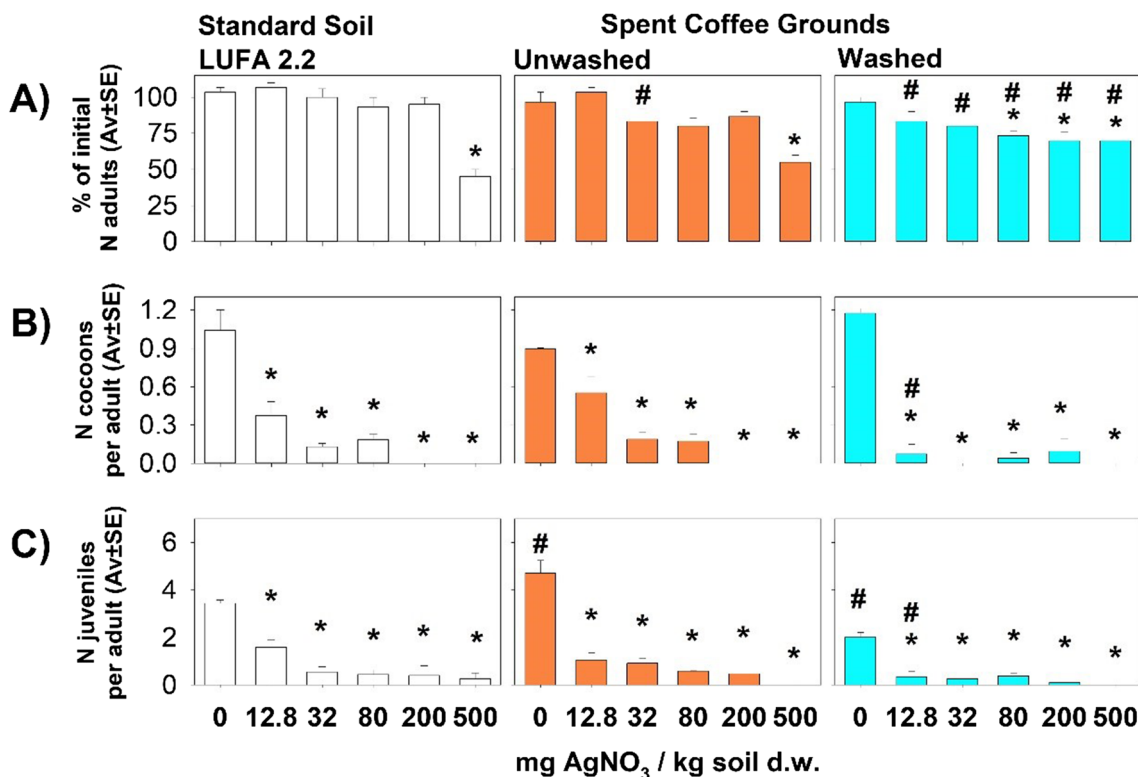 Standard Soil
LUFA 2.2
Spent Coffee Grounds
Unwashed
Washed
A)
% of initial
N adults (Av±SE)
100
75
50
25
0
*
#
*
#
#
#
*
#
*
#
*
B)
N cocoons
per adult (Av±SE)
1.2
0.9
0.6
0.3
0.0
* * * * *
* * * * *
#
* * * * *
C)
N juveniles
per adult (Av±SE)
6
4
2
0
* * * * *
#
* * * * *
# #
* * * * *
0 12.8 32 80 200 500
0 12.8 32 80 200 500
0 12.8 32 80 200 500
mg AgNO₃ / kg soil d.w.